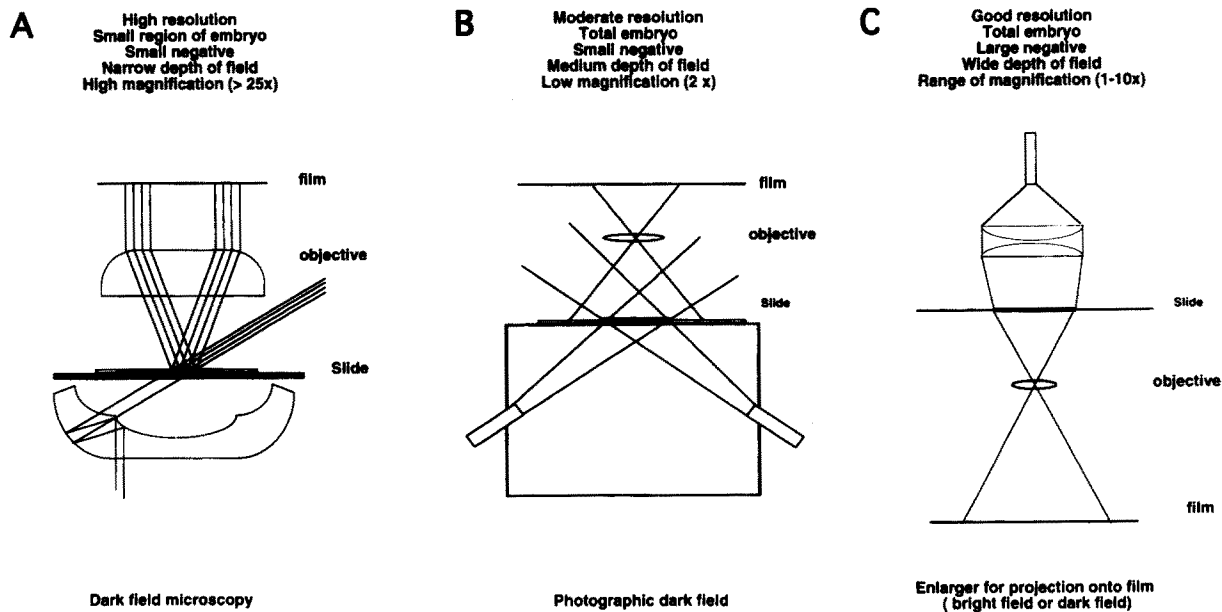 A
High resolution
Small region of embryo
Small negative
Narrow depth of field
High magnification (> 25x)
film
objective
Slide
Dark field microscopy
B
Moderate resolution
Total embryo
Small negative
Medium depth of field
Low magnification (2 x)
film
objective
Slide
Photographic dark field
C
Good resolution
Total embryo
Large negative
Wide depth of field
Range of magnification (1-10x)
Slide
objective
film
Enlarger for projection onto film
( bright field or dark field)